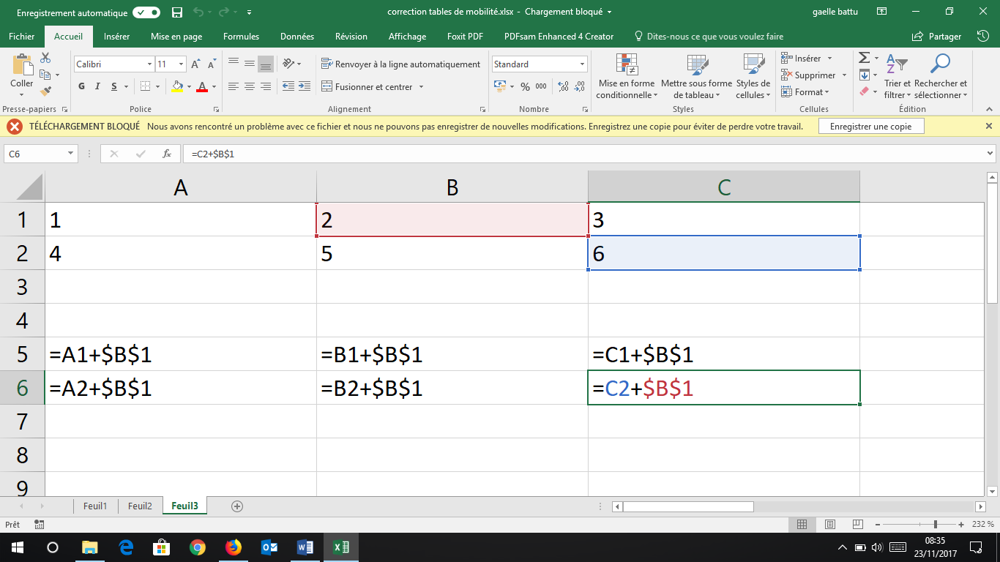 Enregistrement automatique
correction tables de mobilité.xlsx - Chargement bloqué
gaelle battu
Fichier Accueil Insérer Mise en page Formules Données Révision Affichage Foxit PDF PDFsam Enhanced 4 Creator Dites-nous ce que vous voulez faire Partager
Coller
Presse-papiers
Calibri 11
G I S
Police
Renvoyer à la ligne automatiquement
Fusionner et centrer
Alignement
Standard
% 000
Nombre
Mise en forme conditionnelle
Mettre sous forme de tableau
Styles de cellules
Styles
Insérer
Supprimer
Format
Cellules
Trier et filtrer
Rechercher et sélectionner
Édition
TÉLÉCHARGEMENT BLOQUÉ Nous avons rencontré un problème avec ce fichier et nous ne pouvons pas enregistrer de nouvelles modifications. Enregistrez une copie pour éviter de perdre votre travail. Enregistrer une copie
C6 fx =C2+$B$1
A B C
1 1 2 3
2 4 5 6
3
4
5 =A1+$B$1 =B1+$B$1 =C1+$B$1
6 =A2+$B$1 =B2+$B$1 =C2+$B$1
7
8
9
Feuil1 Feuil2 Feuil3
Prêt 232 %
08:35
23/11/2017